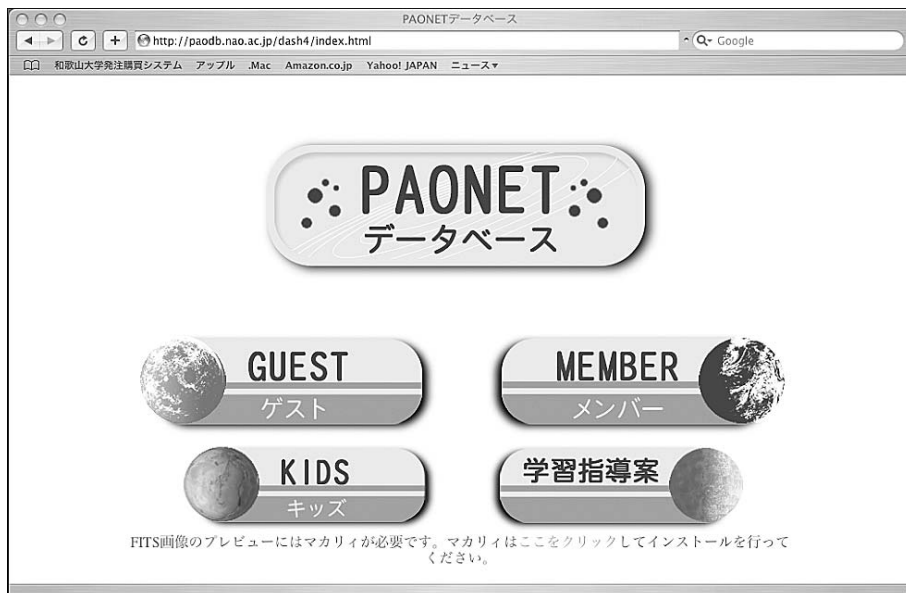 PAONETデータベース
http://paodb.nao.ac.jp/dash4/index.html
Google
和歌山大学発注購買システム アップル .Mac Amazon.co.jp Yahoo! JAPAN ニュース▼
PAONET
データベース
GUEST
ゲスト
MEMBER
メンバー
KIDS
キッズ
学習指導案
FITS画像のプレビューにはマカリィが必要です。マカリィはここをクリックしてインストールを行って
ください。